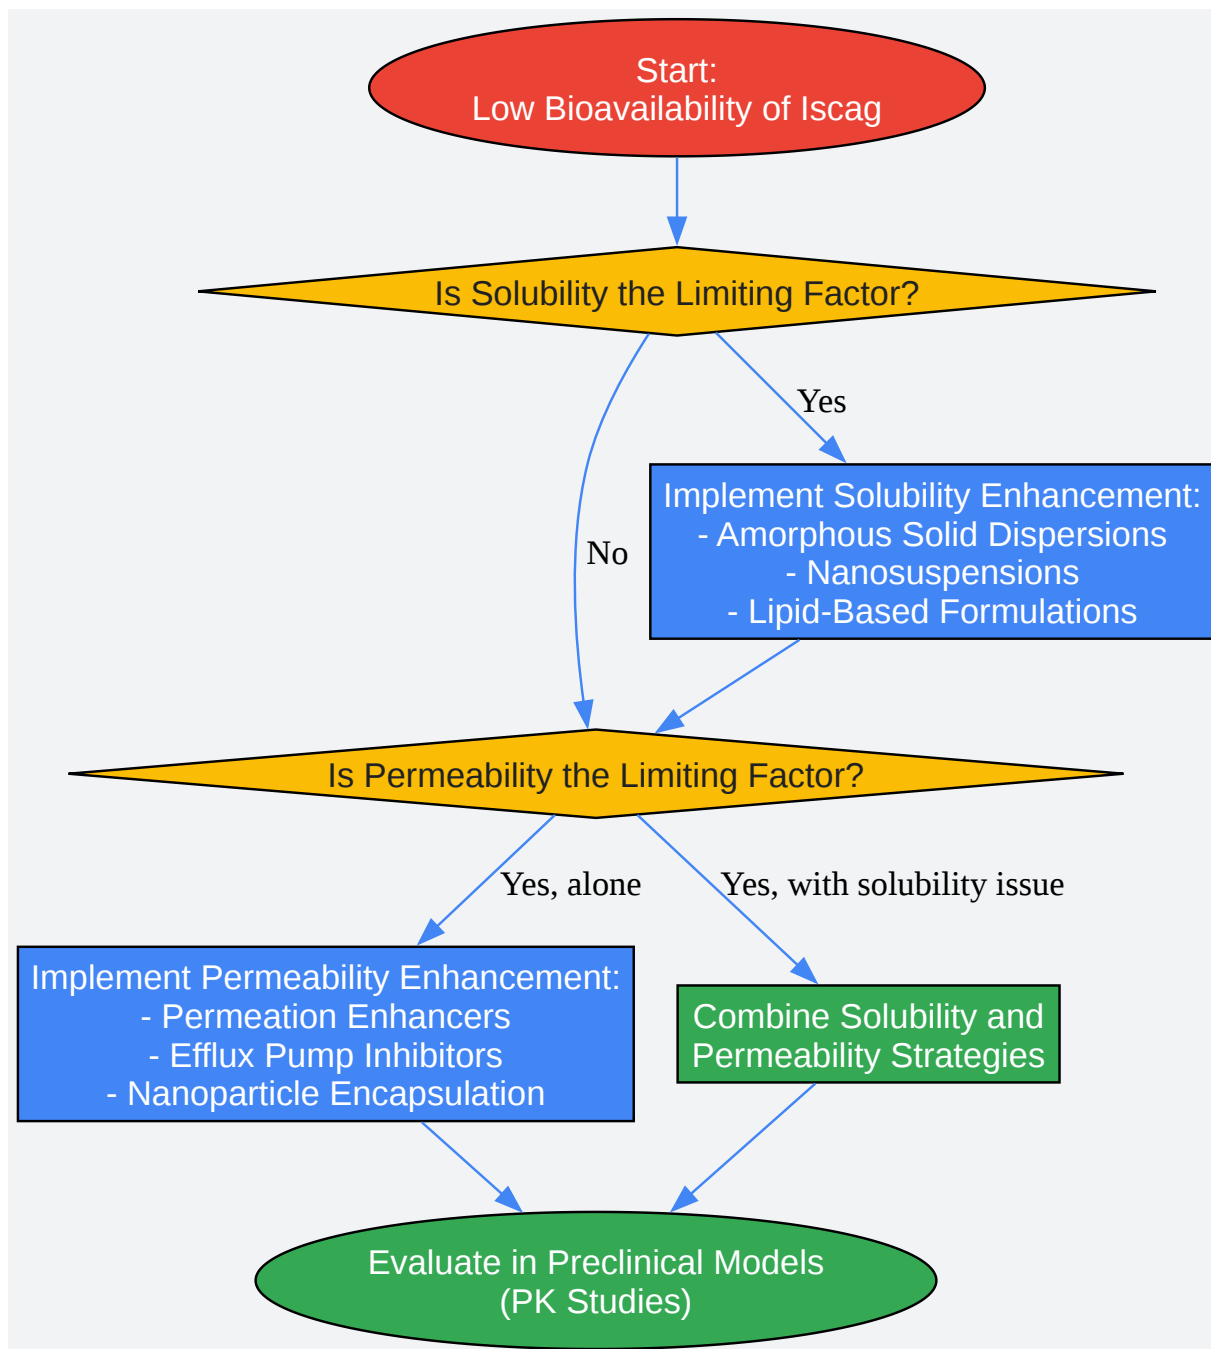 Start:
Low Bioavailability of Iscag
Is Solubility the Limiting Factor?
Yes
Implement Solubility Enhancement:
- Amorphous Solid Dispersions
- Nanosuspensions
- Lipid-Based Formulations
No
Is Permeability the Limiting Factor?
Yes, alone
Yes, with solubility issue
Implement Permeability Enhancement:
- Permeation Enhancers
- Efflux Pump Inhibitors
- Nanoparticle Encapsulation
Combine Solubility and
Permeability Strategies
Evaluate in Preclinical Models
(PK Studies)